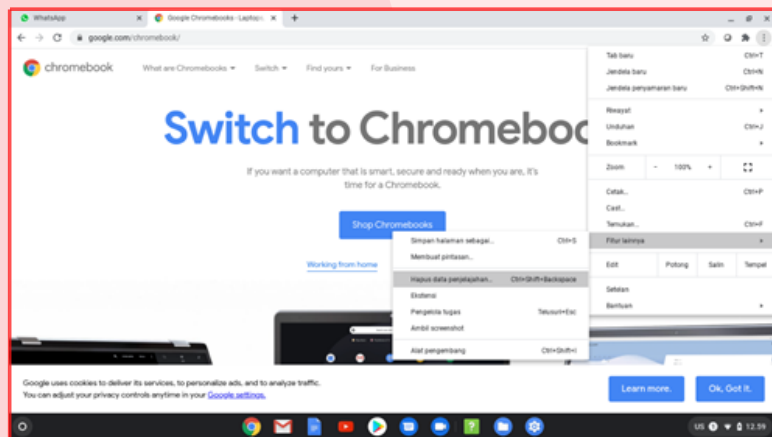 WhatsApp
Google Chromebooks - Laptops,
google.com/chromebook/
chromebook
What are Chromebooks
Switch
Find yours
For Business
Switch to Chromeboo
If you want a computer that is smart, secure and ready when you are, it's
time for a Chromebook.
Shop Chromebooks
Working from home
Tab baru Ctrl+T
Jendela baru Ctrl+N
Jendela penyamaran baru Ctrl+Shift+N
Riwayat
Unduhan Ctrl+J
Bookmark
Zoom - 100% +
Cetak... Ctrl+P
Cast...
Temukan... Ctrl+F
Fitur lainnya
Edit Potong Salin Tempel
Setelan
Bantuan
Simpan halaman sebagai... Ctrl+S
Membuat pintasan...
Hapus data penjelajahan... Ctrl+Shift+Backspace
Ekstensi
Pengelola tugas Telusuri+Esc
Ambil screenshot
Alat pengembang Ctrl+Shift+I
Google uses cookies to deliver its services, to personalize ads, and to analyze traffic.
You can adjust your privacy controls anytime in your Google settings.
Learn more.
Ok, Got it.
US 12.59